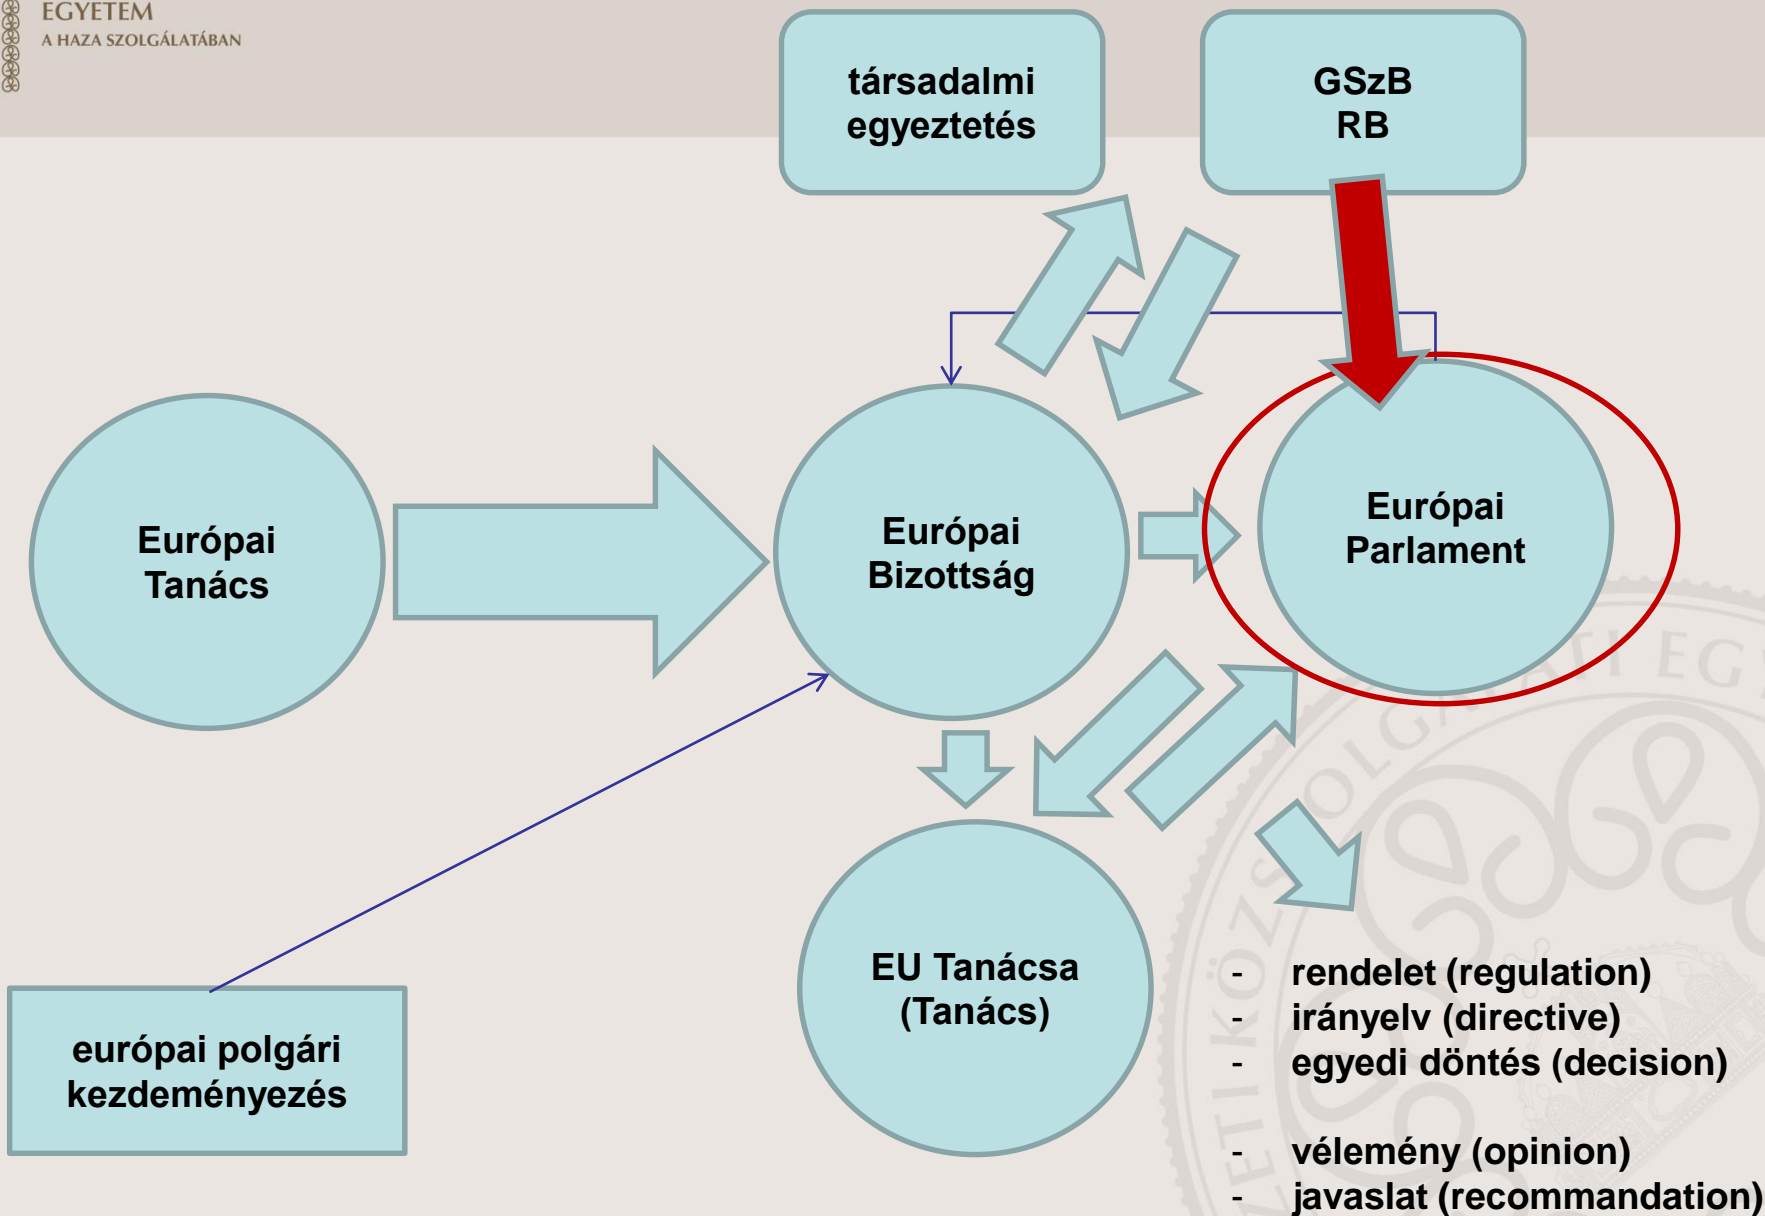 EGYETEM
A HAZA SZOLGÁLATÁBAN
társadalmi
egyeztetés
GSzB
RB
Európai
Tanács
Európai
Bizottság
Európai
Parlament
EU Tanácsa
(Tanács)
európai polgári
kezdeményezés
- rendelet (regulation)
- irányelv (directive)
- egyedi döntés (decision)
- vélemény (opinion)
- javaslat (recommandation)